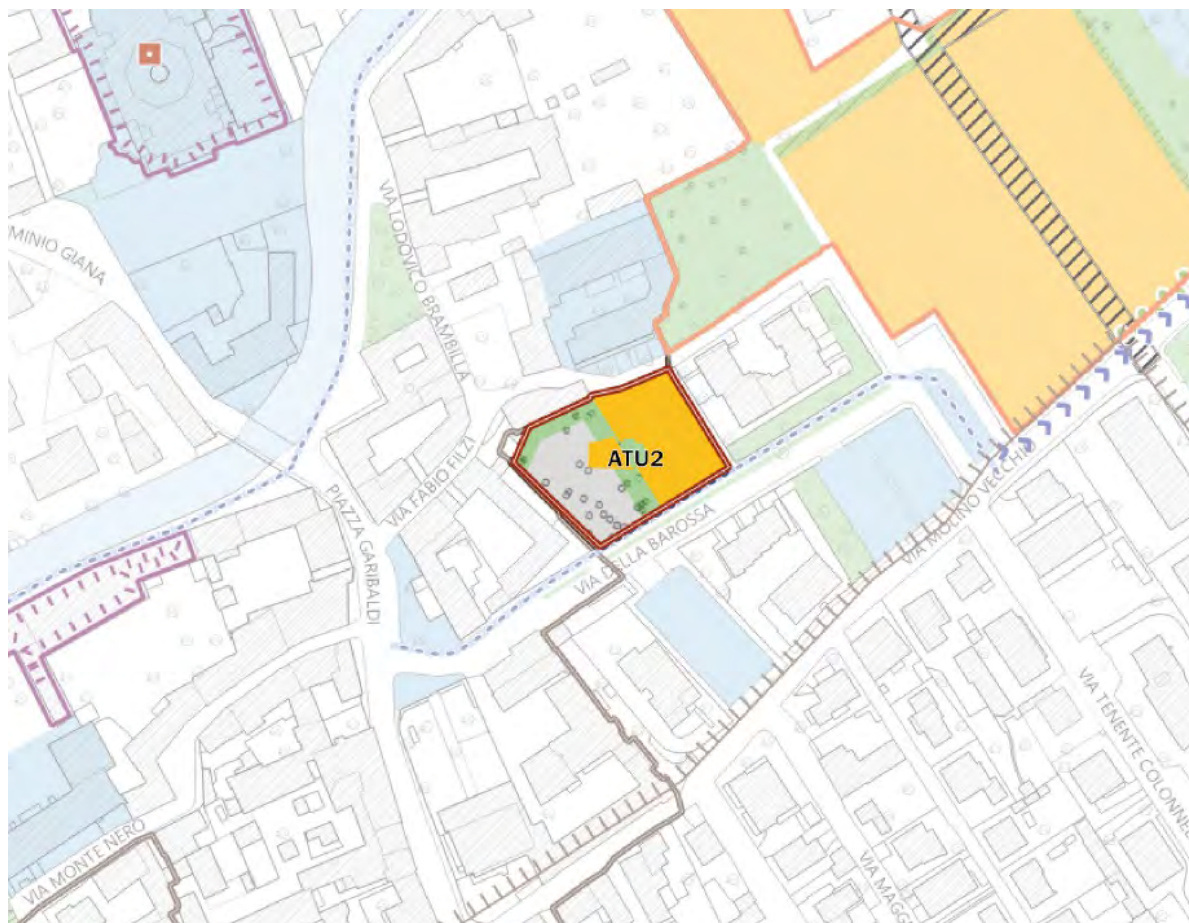 MINIO GIANA
VIA LODOVICO BRAMBILLA
VIA FABIO FILZI
ATU2
PIAZZA GARIBALDI
VIA DELLA BAROSSA
VIA MOLINO VECCHIO
VIA TENENTE COLONNEL
VIA MONTE NERO
VIA MAGG